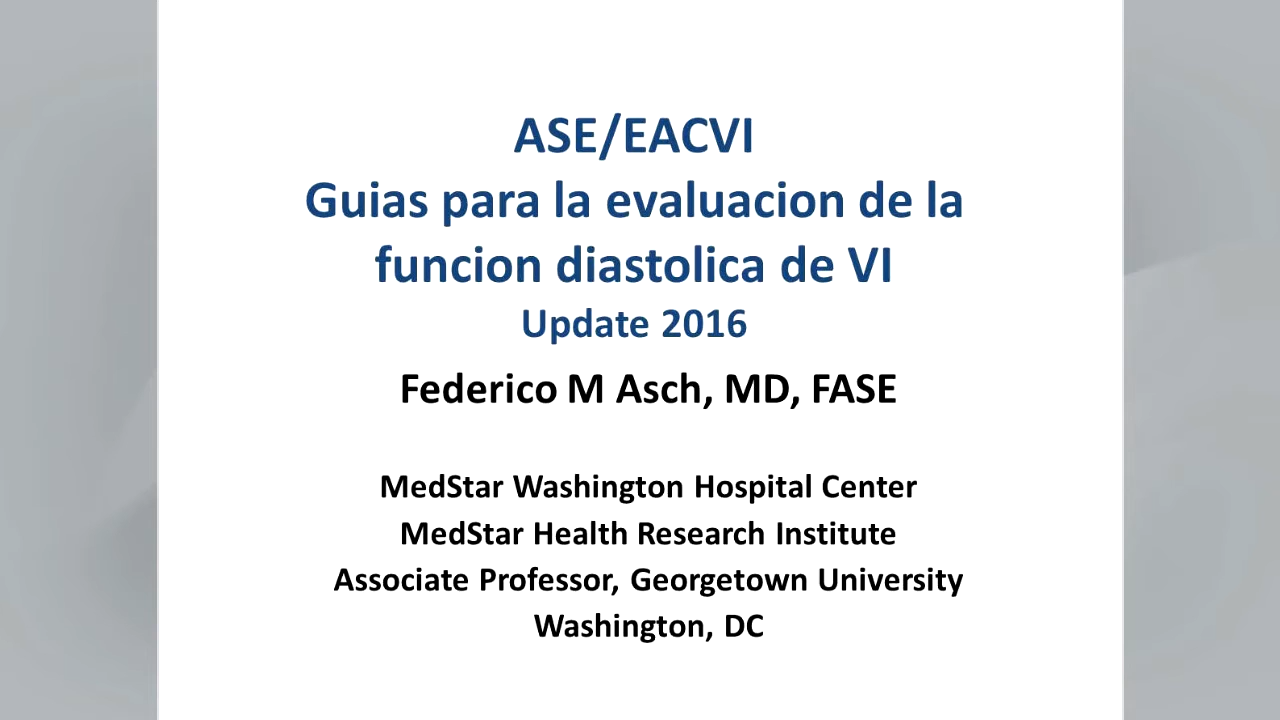 ASE/EACVI
Guias para la evaluacion de la
funcion diastolica de VI
Update 2016
Federico M Asch, MD, FASE
MedStar Washington Hospital Center
MedStar Health Research Institute
Associate Professor, Georgetown University
Washington, DC